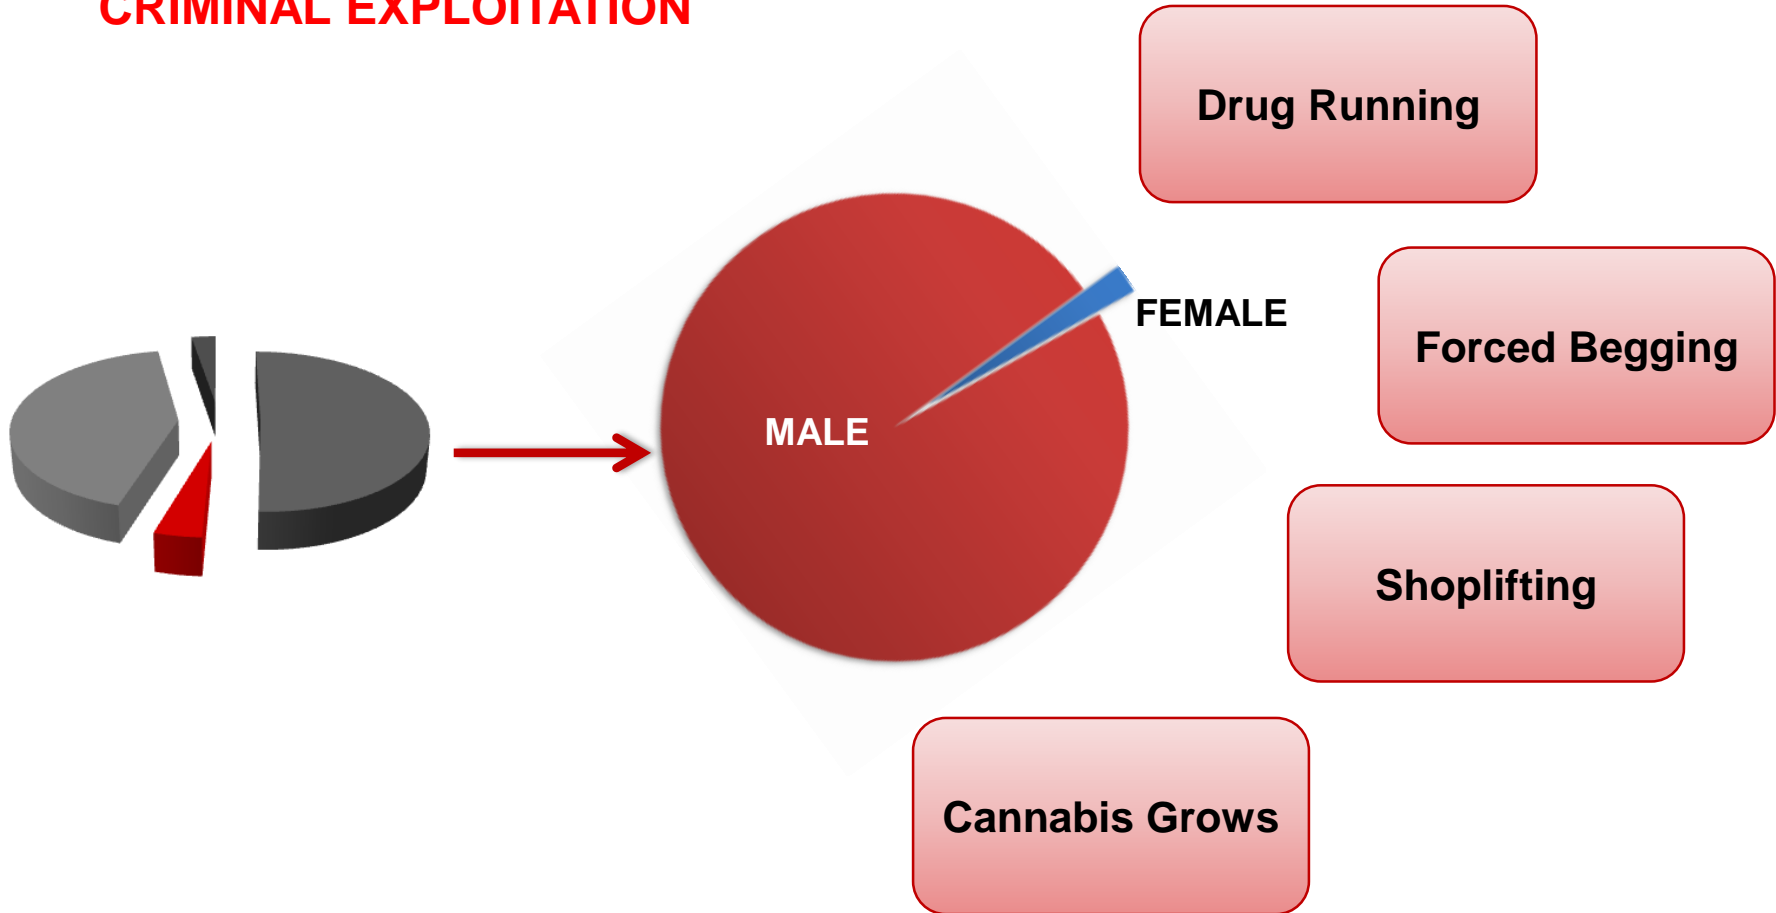 CRIMINAL EXPLOITATION
Drug Running
FEMALE
Forced Begging
MALE
Shoplifting
Cannabis Grows